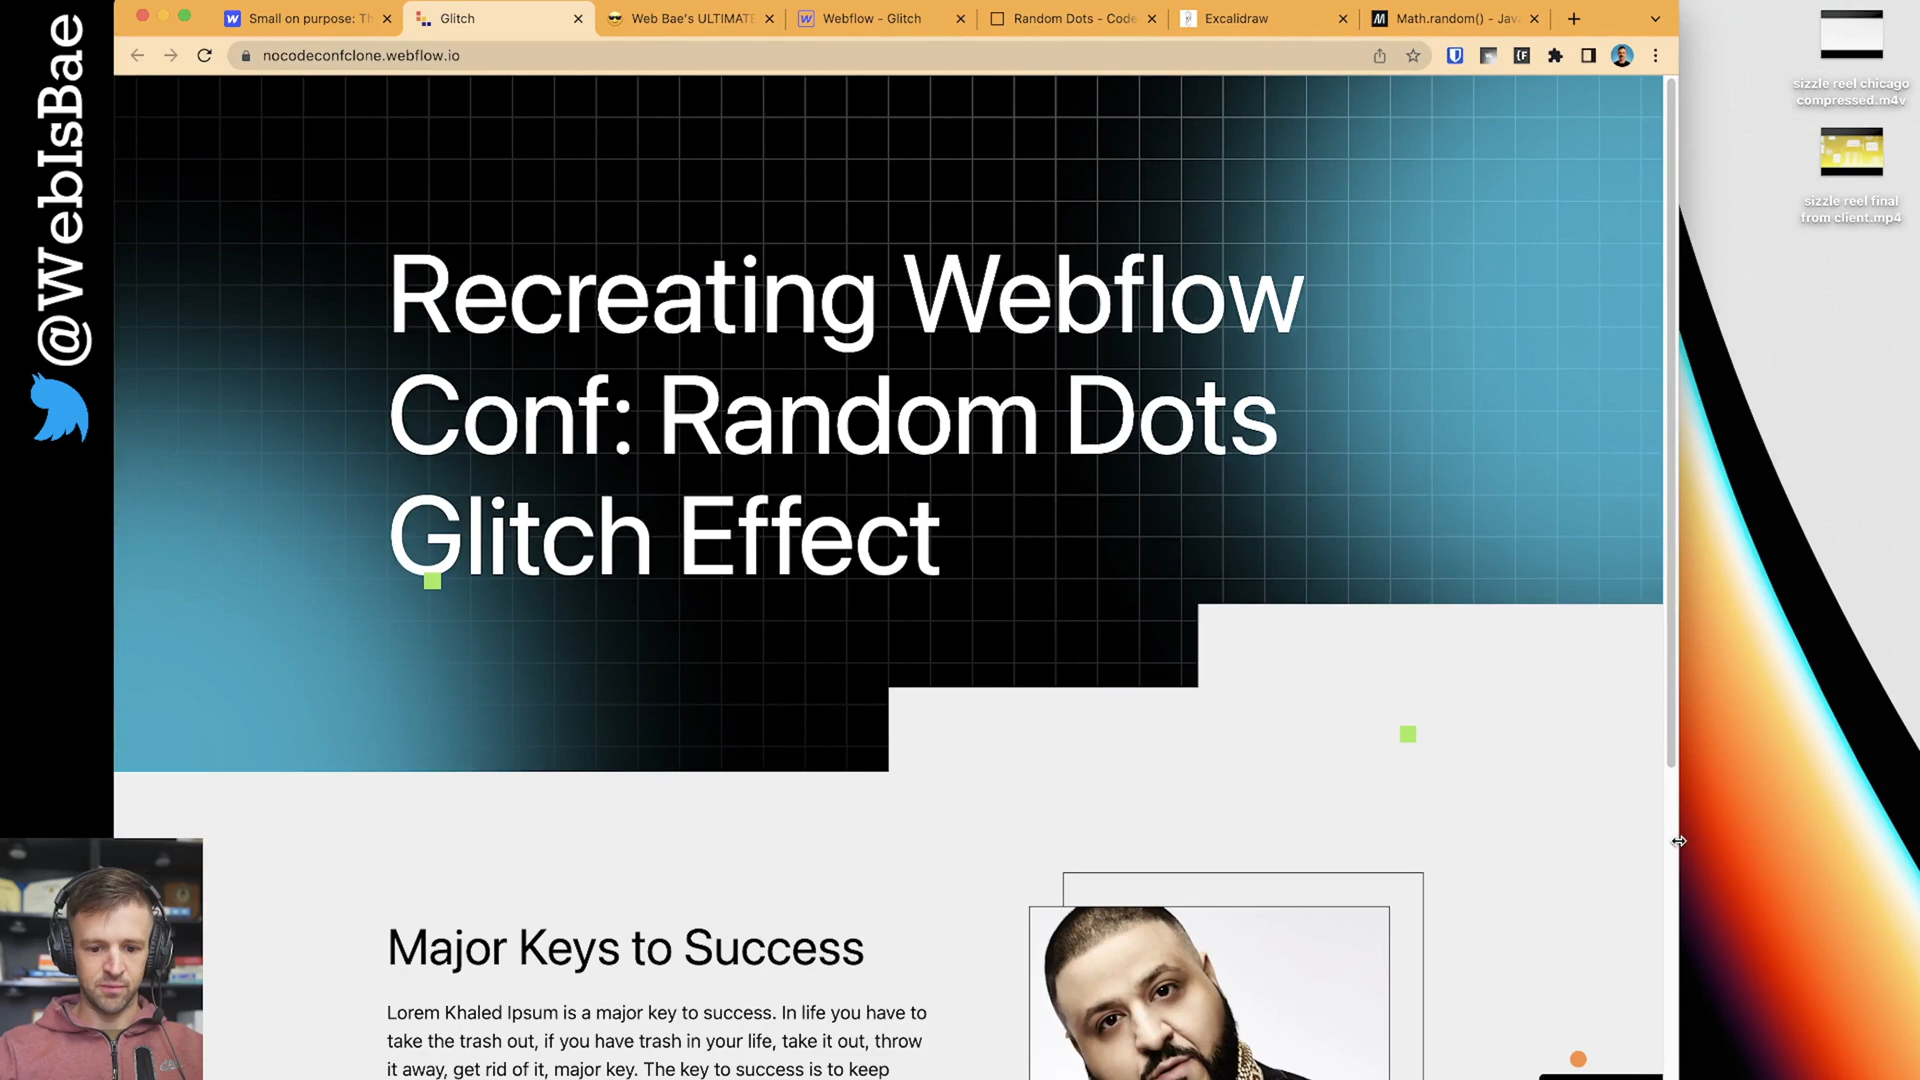 @WebIsBae
Small on purpose: Th
Glitch
Web Bae's ULTIMATE
Webflow - Glitch
Random Dots - Code
Excalidraw
Math.random() - Jav
nocodeconfclone.webflow.io
sizzle reel chicago
compressed.m4v
sizzle reel final
from client.mp4
Recreating Webflow
Conf: Random Dots
Glitch Effect
Major Keys to Success
Lorem Khaled Ipsum is a major key to success. In life you have to
take the trash out, if you have trash in your life, take it out, throw
it away, get rid of it, major key. The key to success is to keep